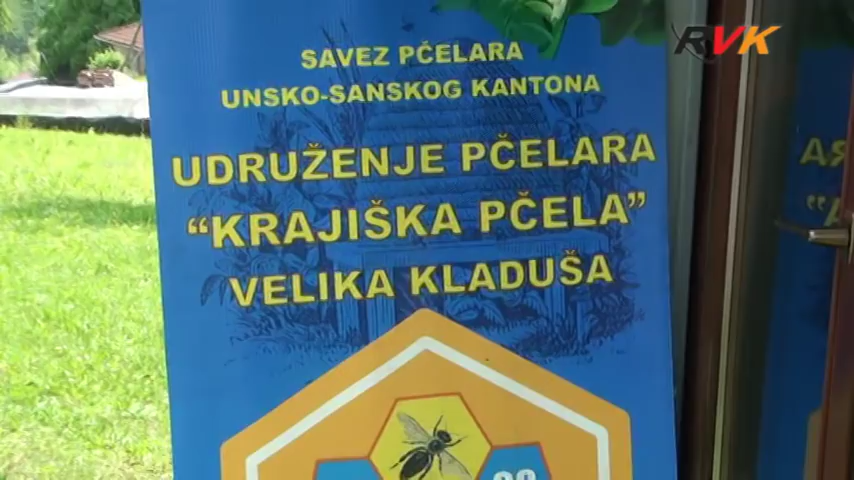 RVK
SAVEZ PČELARA
UNSKO-SANSKOG KANTONA
UDRUŽENJE PČELARA
“KRAJIŠKA PČELA”
VELIKA KLADUŠA